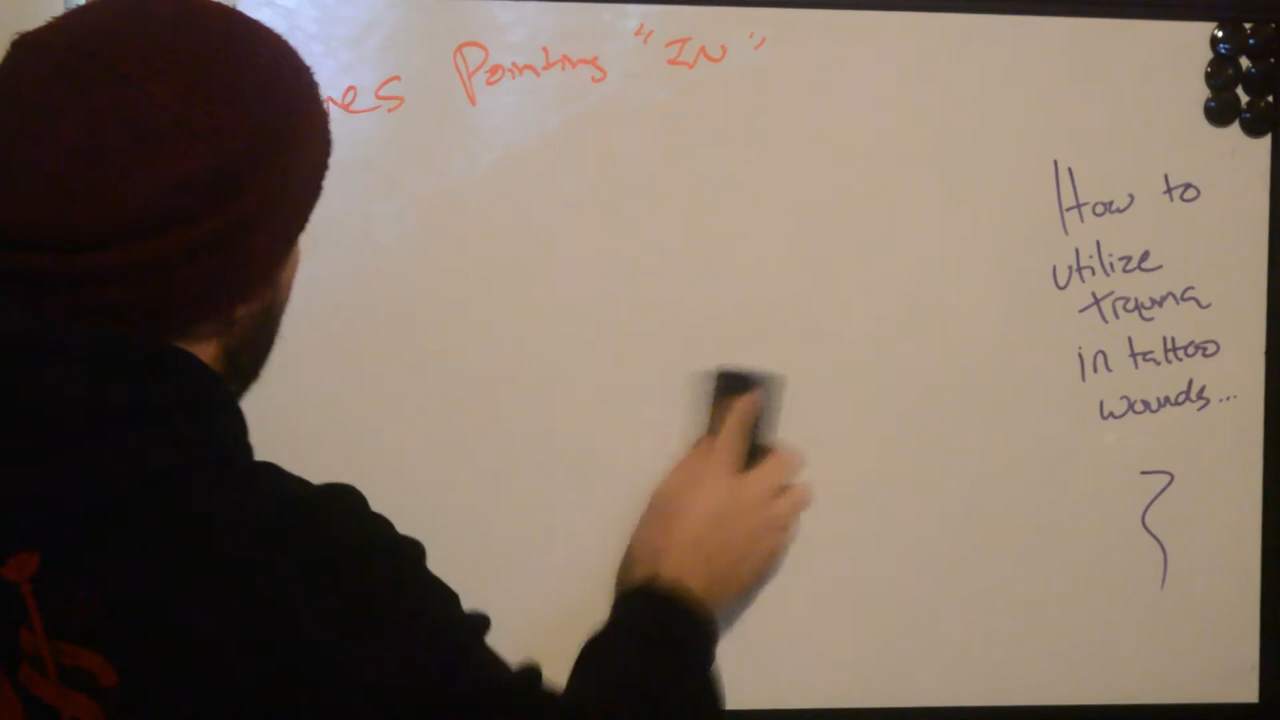 Pointing "IN"
How to
utilize
trauma
in tattoo
wounds...